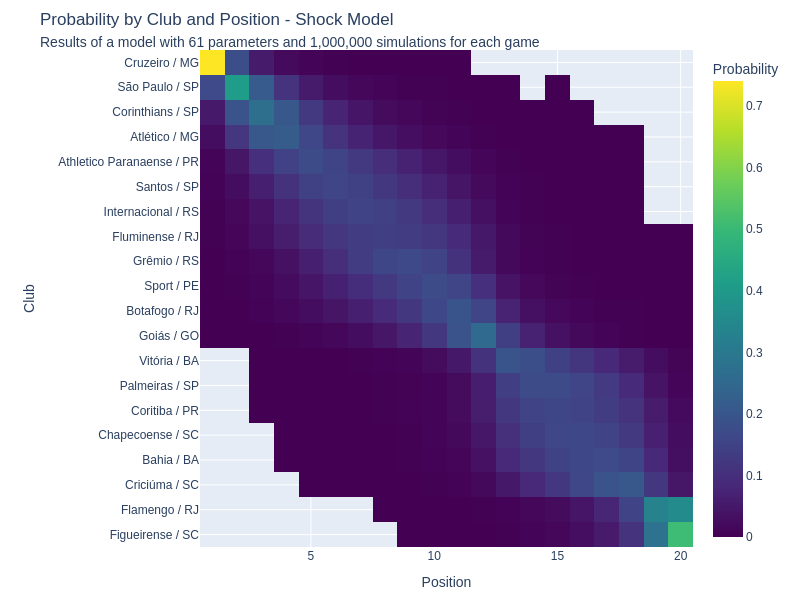 Probability by Club and Position - Shock Model
Results of a model with 61 parameters and 1,000,000 simulations for each game
Probability
Cruzeiro / MG
São Paulo / SP
Corinthians / SP
Atlético / MG
Athletico Paranaense / PR
Santos / SP
Internacional / RS
Fluminense / RJ
Grêmio / RS
Sport / PE
Botafogo / RJ
Goiás / GO
Vitória / BA
Palmeiras / SP
Coritiba / PR
Chapecoense / SC
Bahia / BA
Criciúma / SC
Flamengo / RJ
Figueirense / SC
Club
5
10
15
20
Position
0.7
0.6
0.5
0.4
0.3
0.2
0.1
0